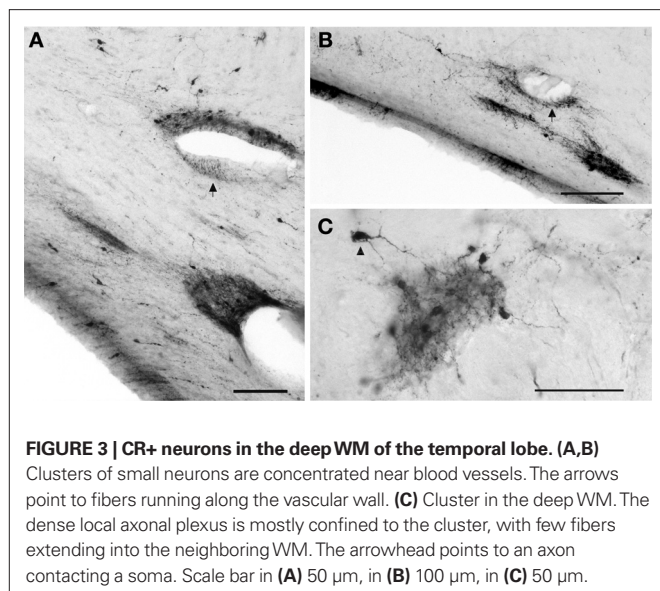 A
B
C
FIGURE 3 | CR+ neurons in the deep WM of the temporal lobe. (A,B)
Clusters of small neurons are concentrated near blood vessels. The arrows
point to fibers running along the vascular wall. (C) Cluster in the deep WM. The
dense local axonal plexus is mostly confined to the cluster, with few fibers
extending into the neighboring WM. The arrowhead points to an axon
contacting a soma. Scale bar in (A) 50 μm, in (B) 100 μm, in (C) 50 μm.